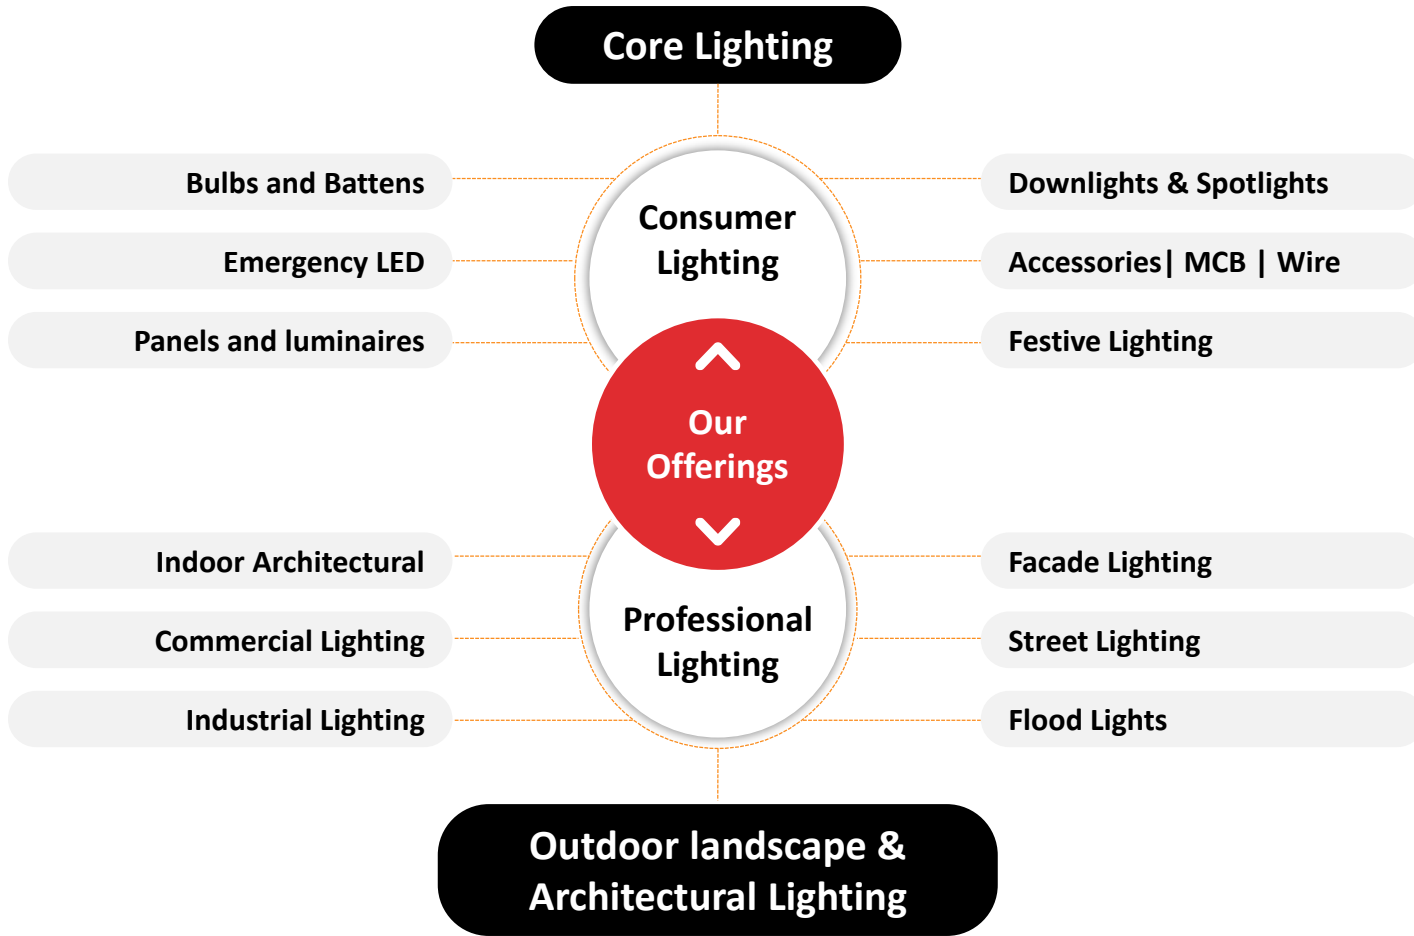 Core Lighting
Bulbs and Battens
Emergency LED
Panels and luminaires
Consumer
Lighting
Downlights & Spotlights
Accessories| MCB | Wire
Festive Lighting
Our
Offerings
Indoor Architectural
Commercial Lighting
Industrial Lighting
Professional
Lighting
Facade Lighting
Street Lighting
Flood Lights
Outdoor landscape &
Architectural Lighting